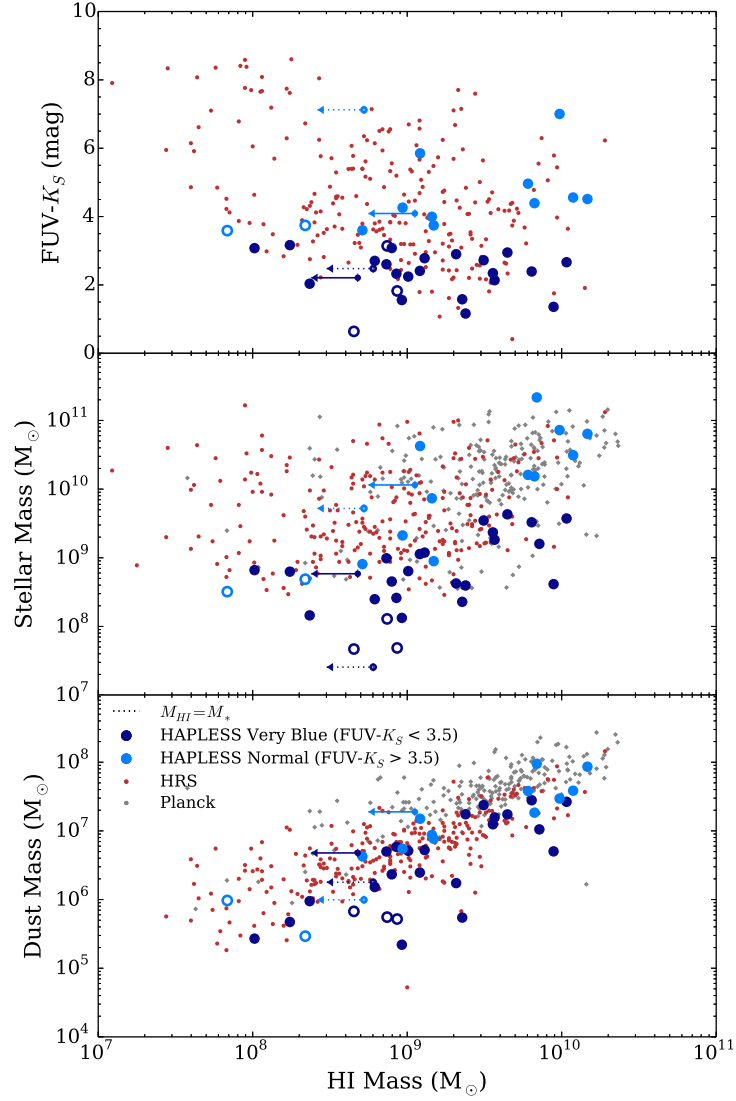 10
8
6
4
2
0
FUV-K_S (mag)
10^11
10^10
10^9
10^8
10^7
Stellar Mass (M_⊙)
M_HI=M_*
HAPLESS Very Blue (FUV-K_S < 3.5)
HAPLESS Normal (FUV-K_S > 3.5)
HRS
Planck
10^8
10^7
10^6
10^5
10^4
Dust Mass (M_⊙)
10^7 10^8 10^9 10^10 10^11
HI Mass (M_⊙)